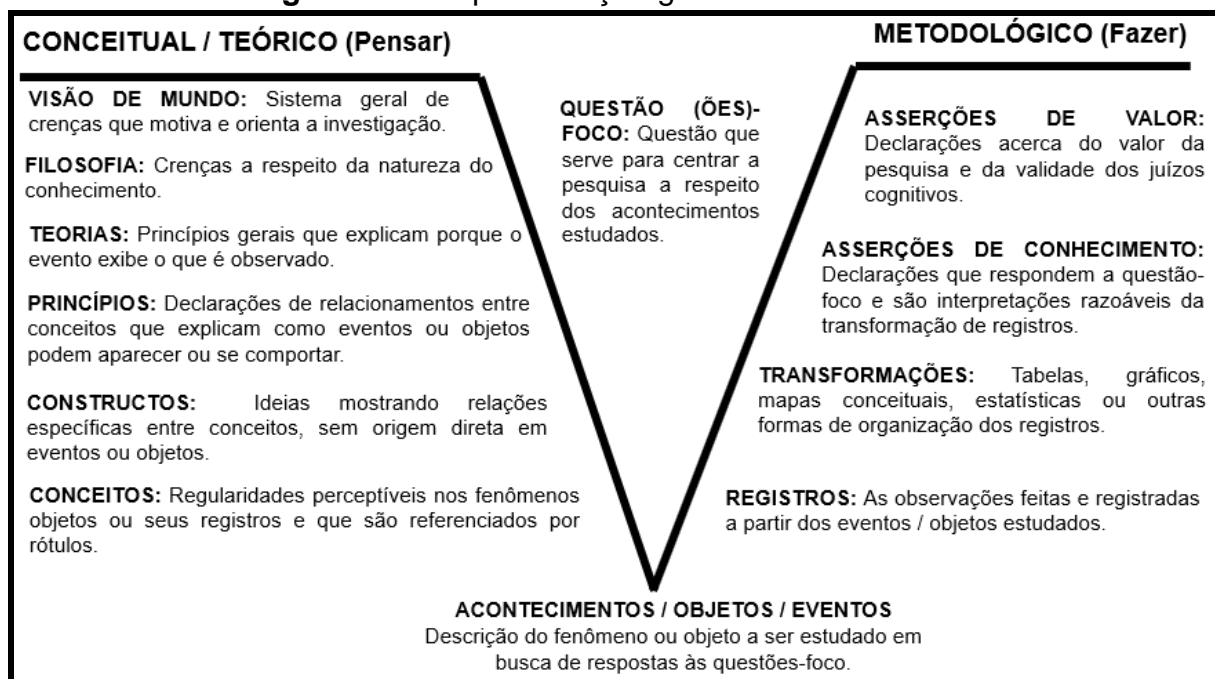 CONCEITUAL / TEÓRICO (Pensar)
VISÃO DE MUNDO: Sistema geral de
crenças que motiva e orienta a investigação.
FILOSOFIA: Crenças a respeito da natureza do
conhecimento.
TEORIAS: Princípios gerais que explicam porque o
evento exibe o que é observado.
PRINCÍPIOS: Declarações de relacionamentos entre
conceitos que explicam como eventos ou objetos
podem aparecer ou se comportar.
CONSTRUCTOS: Ideias mostrando relações
específicas entre conceitos, sem origem direta em
eventos ou objetos.
CONCEITOS: Regularidades perceptíveis nos fenômenos
objetos ou seus registros e que são referenciados por
rótulos.
QUESTÃO (ÕES)-
FOCO: Questão que
serve para centrar a
pesquisa a respeito
dos acontecimentos
estudados.
METODOLÓGICO (Fazer)
ASSERÇÕES DE VALOR:
Declarações acerca do valor da
pesquisa e da validade dos juízos
cognitivos.
ASSERÇÕES DE CONHECIMENTO:
Declarações que respondem a questão-
foco e são interpretações razoáveis da
transformação de registros.
TRANSFORMAÇÕES: Tabelas, gráficos,
mapas conceituais, estatísticas ou outras
formas de organização dos registros.
REGISTROS: As observações feitas e registradas
a partir dos eventos / objetos estudados.
ACONTECIMENTOS / OBJETOS / EVENTOS
Descrição do fenômeno ou objeto a ser estudado em
busca de respostas às questões-foco.